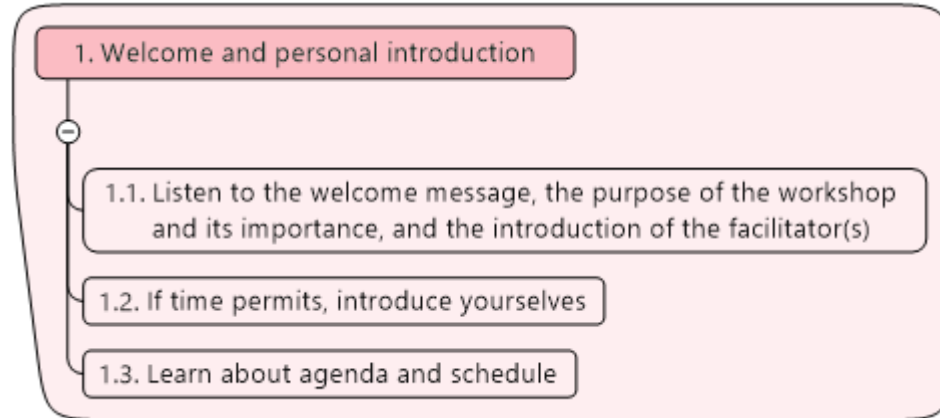 1. Welcome and personal introduction
1.1. Listen to the welcome message, the purpose of the workshop
and its importance, and the introduction of the facilitator(s)
1.2. If time permits, introduce yourselves
1.3. Learn about agenda and schedule